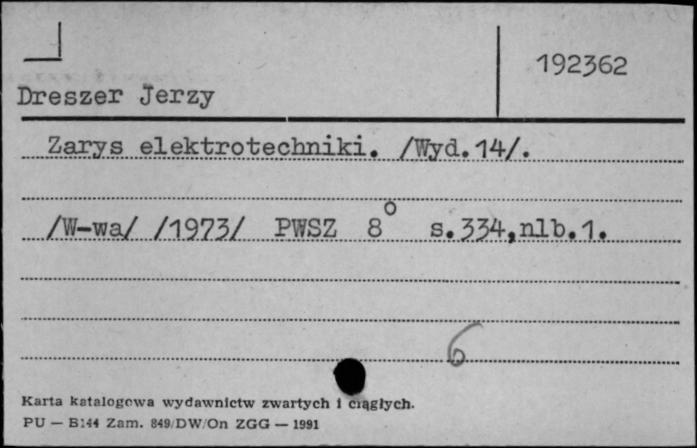 192362
Dreszer Jerzy
Zarys elektrotechniki. /Wyd.14/.
/W-wa/ /1973/ PWSZ 8° s.334,nlb.1.
6
Karta katalogowa wydawnictw zwartych i ciągłych.
PU — B144 Zam. 849/DW/On ZGG — 1991